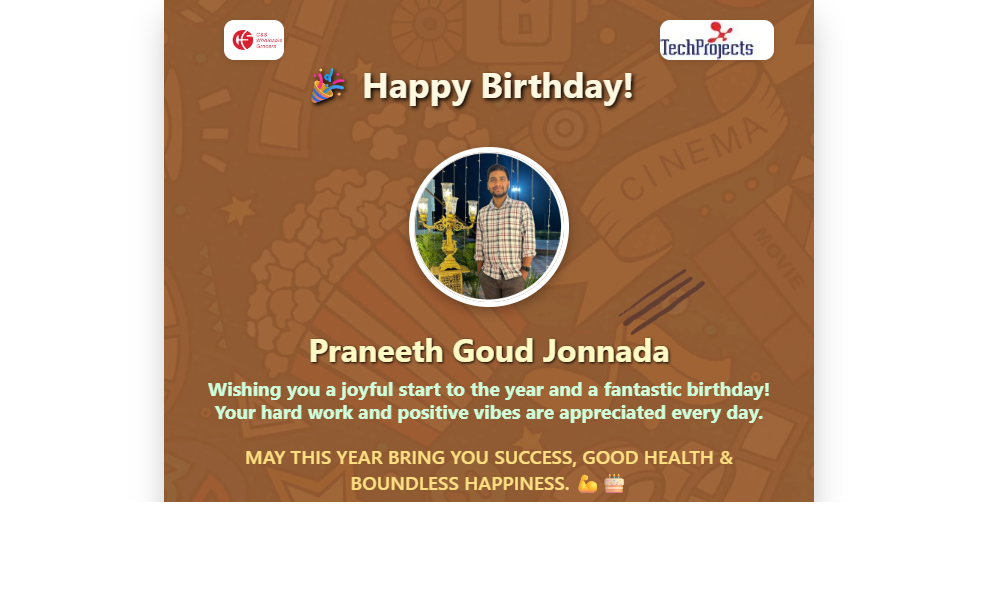 C&S
Wholesale
Grocers
TechProjects
Happy Birthday!
CINEMA
MOVIE
Praneeth Goud Jonnada
Wishing you a joyful start to the year and a fantastic birthday!
Your hard work and positive vibes are appreciated every day.
MAY THIS YEAR BRING YOU SUCCESS, GOOD HEALTH &
BOUNDLESS HAPPINESS. 💪🎂